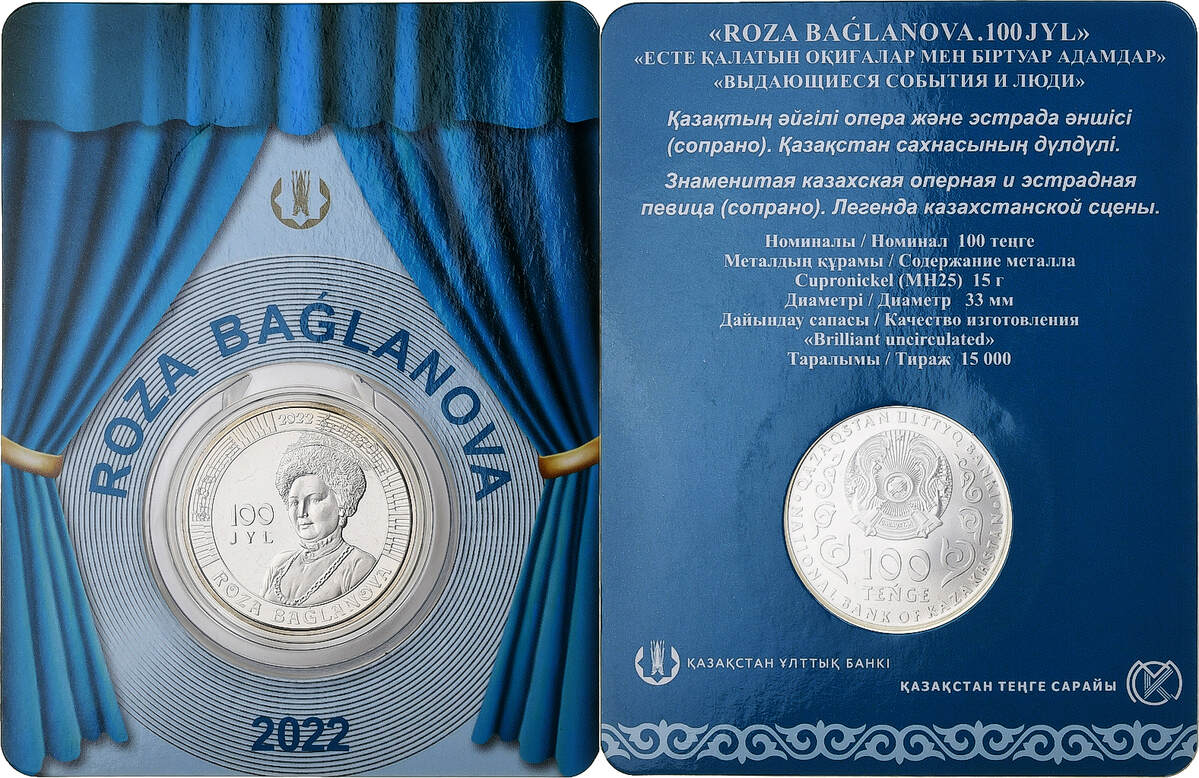 ROZA BAǴLANOVA
2022
100
JYL
ROZA BAǴLANOVA
2022
«ROZA BAǴLANOVA.100 JYL»
«ЕСТЕ ҚАЛАТЫН ОҚИҒАЛАР МЕН БІРТУАР АДАМДАР»
«ВЫДАЮЩИЕСЯ СОБЫТИЯ И ЛЮДИ»
Қазақтың әйгілі опера және эстрада әншісі
(сопрано). Қазақстан сахнасының дүлдүлі.
Знаменитая казахская оперная и эстрадная
певица (сопрано). Легенда казахстанской сцены.
Номиналы / Номинал 100 теңге
Металдың құрамы / Содержание металла
Cupronickel (МН25) 15 г
Диаметрі / Диаметр 33 мм
Дайындау сапасы / Качество изготовления
«Brilliant uncirculated»
Таралымы / Тираж 15 000
QAZAQSTAN ULTTYQ BANKI
100
TEŃGE
NATIONAL BANK OF KAZAKHSTAN
ҚАЗАҚСТАН ҰЛТТЫҚ БАНКІ
ҚАЗАҚСТАН ТЕҢГЕ САРАЙЫ